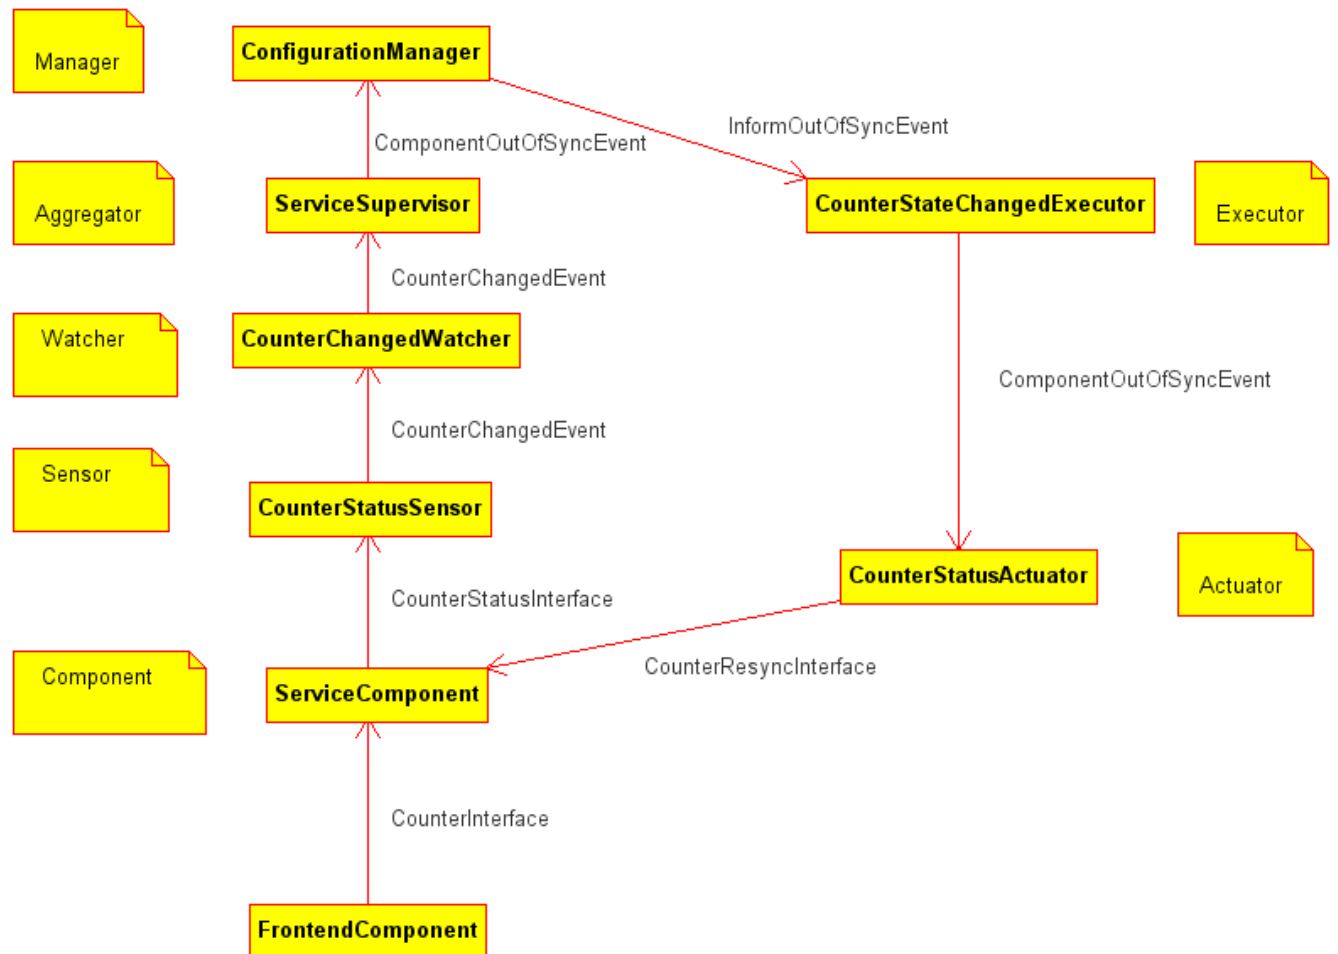 Manager
ConfigurationManager
InformOutOfSyncEvent
ComponentOutOfSyncEvent
Aggregator
ServiceSupervisor
CounterStateChangedExecutor
Executor
CounterChangedEvent
Watcher
CounterChangedWatcher
ComponentOutOfSyncEvent
CounterChangedEvent
Sensor
CounterStatusSensor
CounterStatusActuator
Actuator
CounterStatusInterface
Component
CounterResyncInterface
ServiceComponent
CounterInterface
FrontendComponent